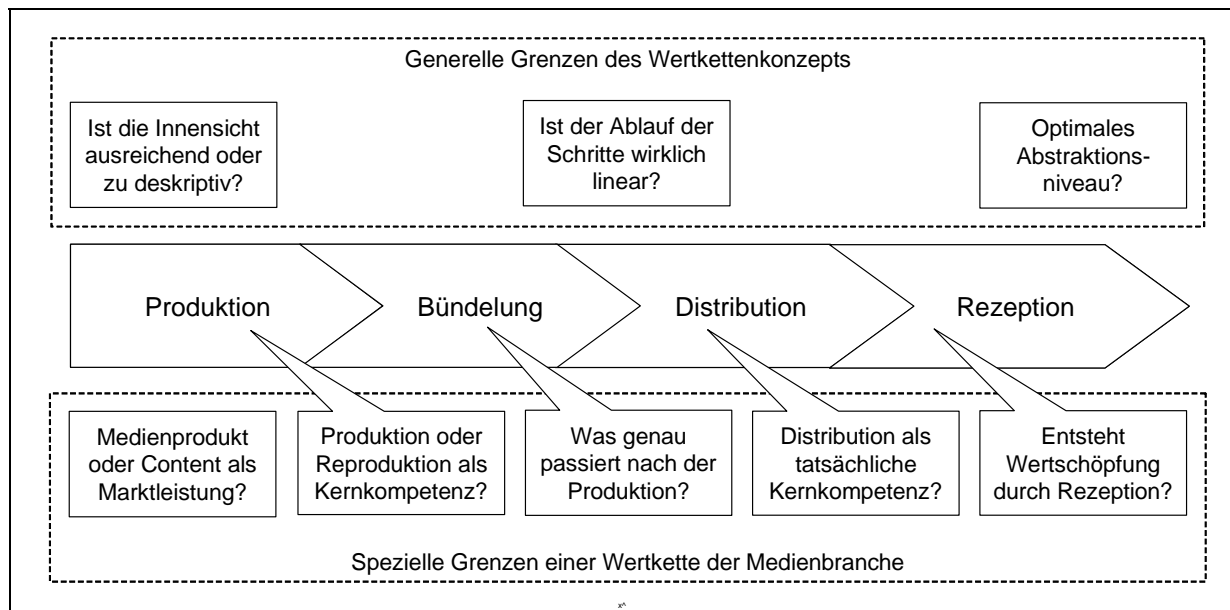 Generelle Grenzen des Wertkettenkonzepts
Ist die Innensicht
ausreichend oder
zu deskriptiv?
Ist der Ablauf der
Schritte wirklich
linear?
Optimales
Abstraktions-
niveau?
Produktion
Bündelung
Distribution
Rezeption
Medienprodukt
oder Content als
Marktleistung?
Produktion oder
Reproduktion als
Kernkompetenz?
Was genau
passiert nach der
Produktion?
Distribution als
tatsächliche
Kernkompetenz?
Entsteht
Wertschöpfung
durch Rezeption?
Spezielle Grenzen einer Wertkette der Medienbranche